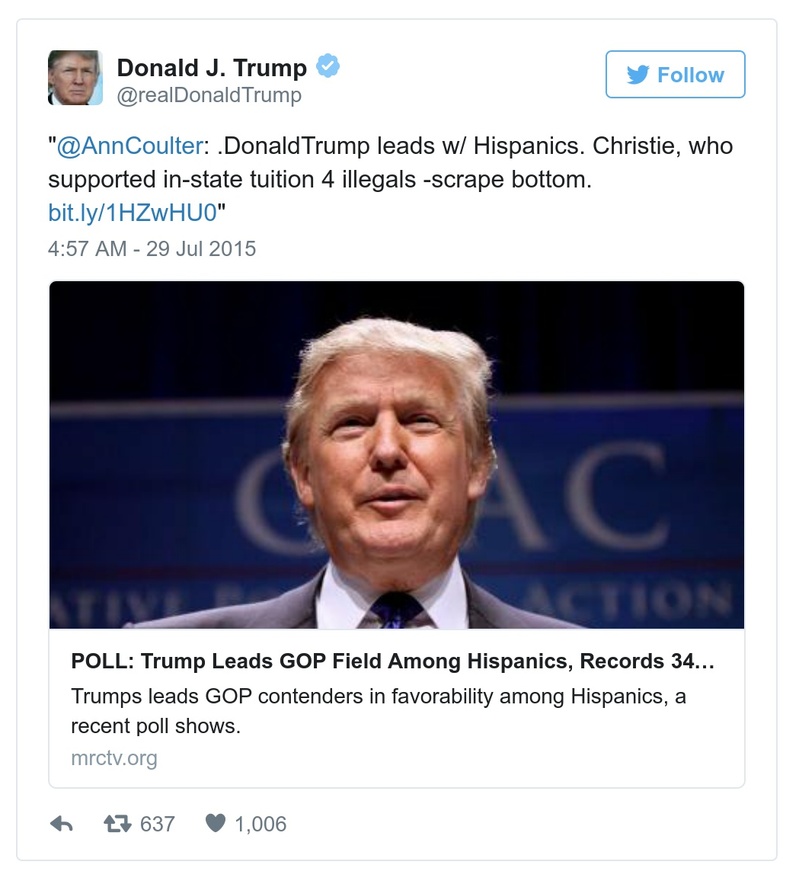 Donald J. Trump
@realDonaldTrump
Follow
"@AnnCoulter: .DonaldTrump leads w/ Hispanics. Christie, who
supported in-state tuition 4 illegals -scrape bottom.
bit.ly/1HZwHU0"
4:57 AM - 29 Jul 2015
C AC
ATIVE P ACTION
POLL: Trump Leads GOP Field Among Hispanics, Records 34...
Trumps leads GOP contenders in favorability among Hispanics, a
recent poll shows.
mrctv.org
637 1,006